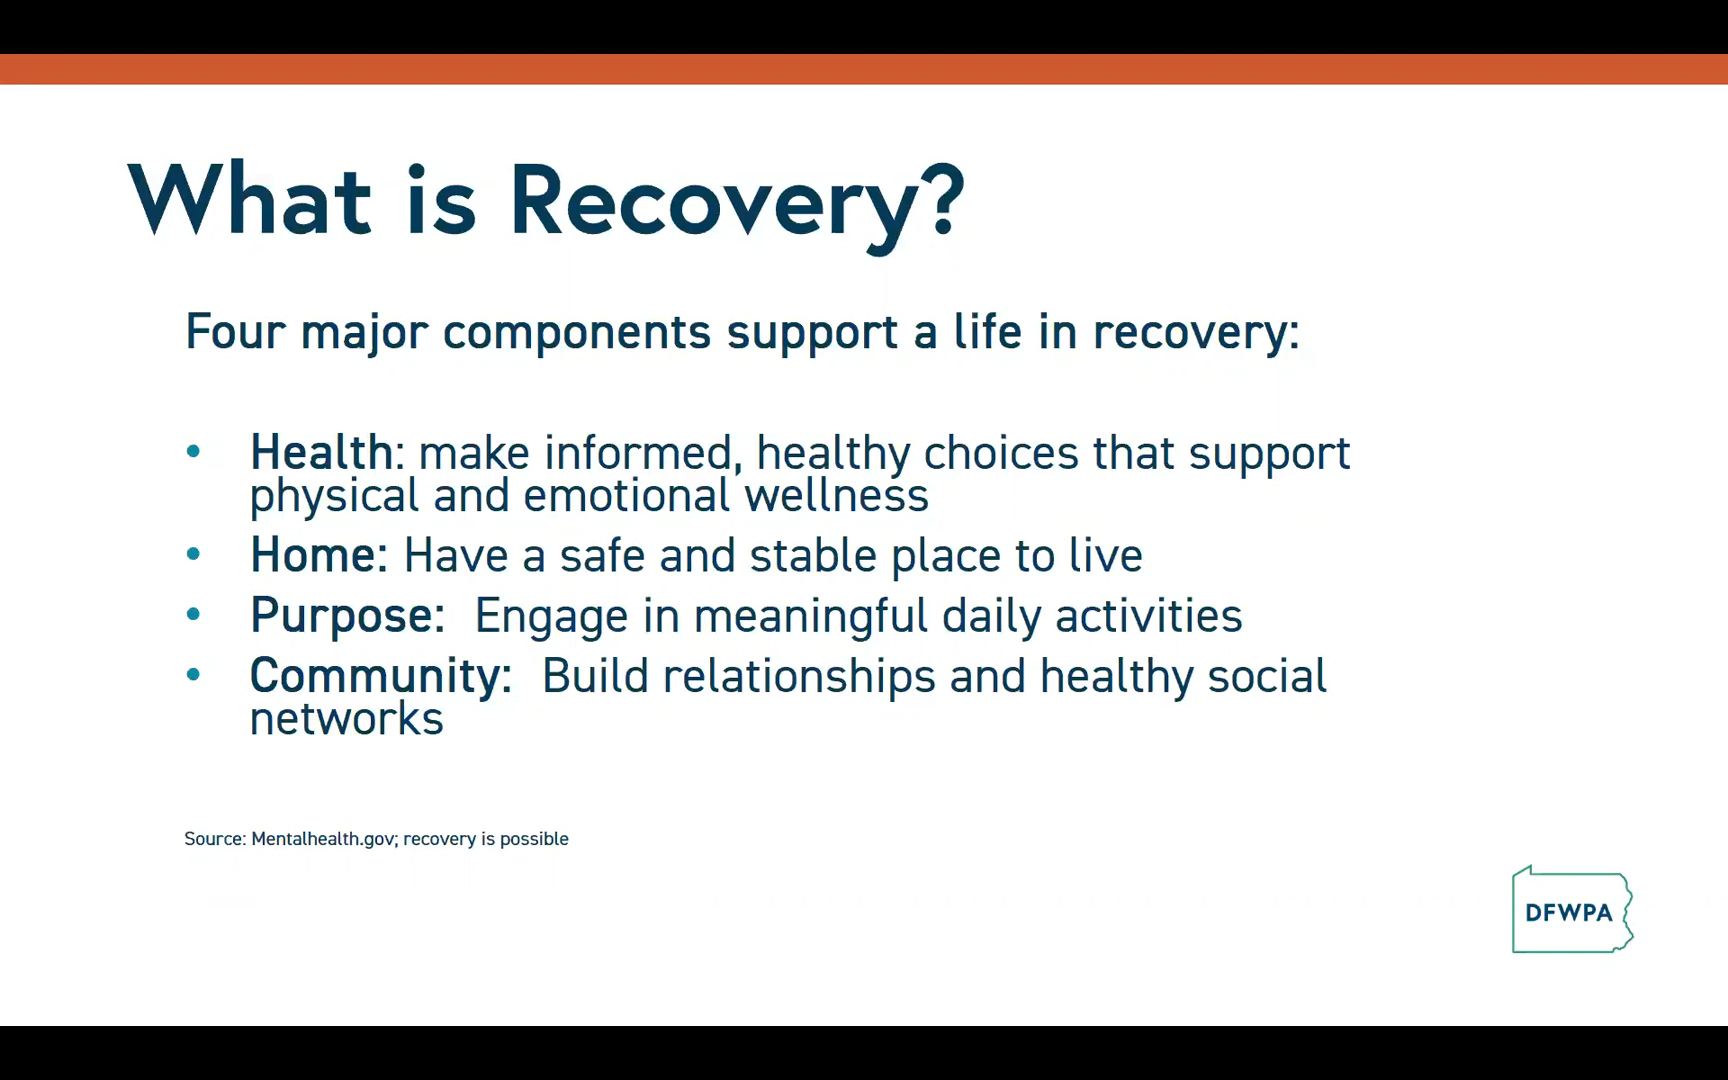 What is Recovery?
Four major components support a life in recovery:
• Health: make informed, healthy choices that support
physical and emotional wellness
• Home: Have a safe and stable place to live
• Purpose:  Engage in meaningful daily activities
• Community:  Build relationships and healthy social
networks
Source: Mentalhealth.gov; recovery is possible
DFWPA